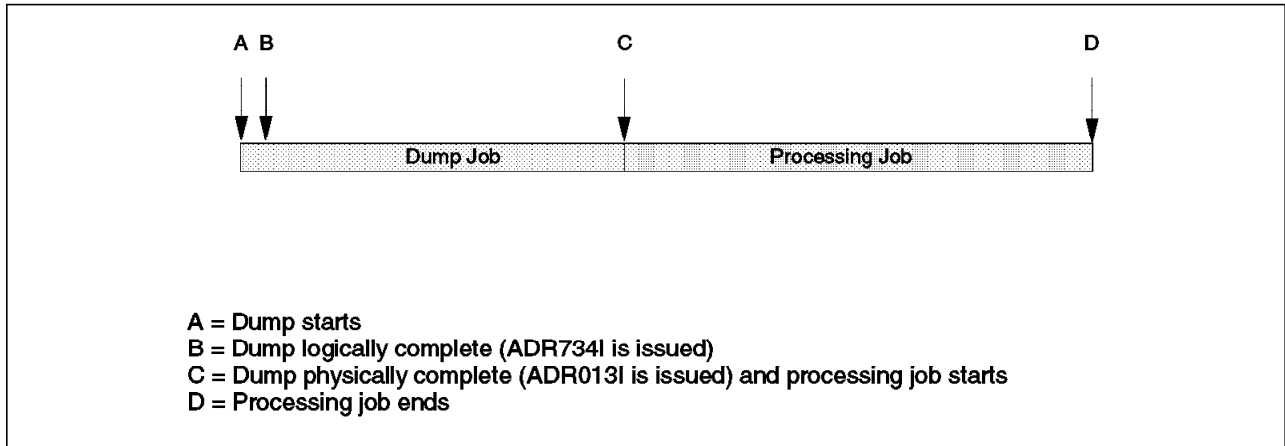 A B C D
Dump Job Processing Job
A = Dump starts
B = Dump logically complete (ADR734I is issued)
C = Dump physically complete (ADR013I is issued) and processing job starts
D = Processing job ends